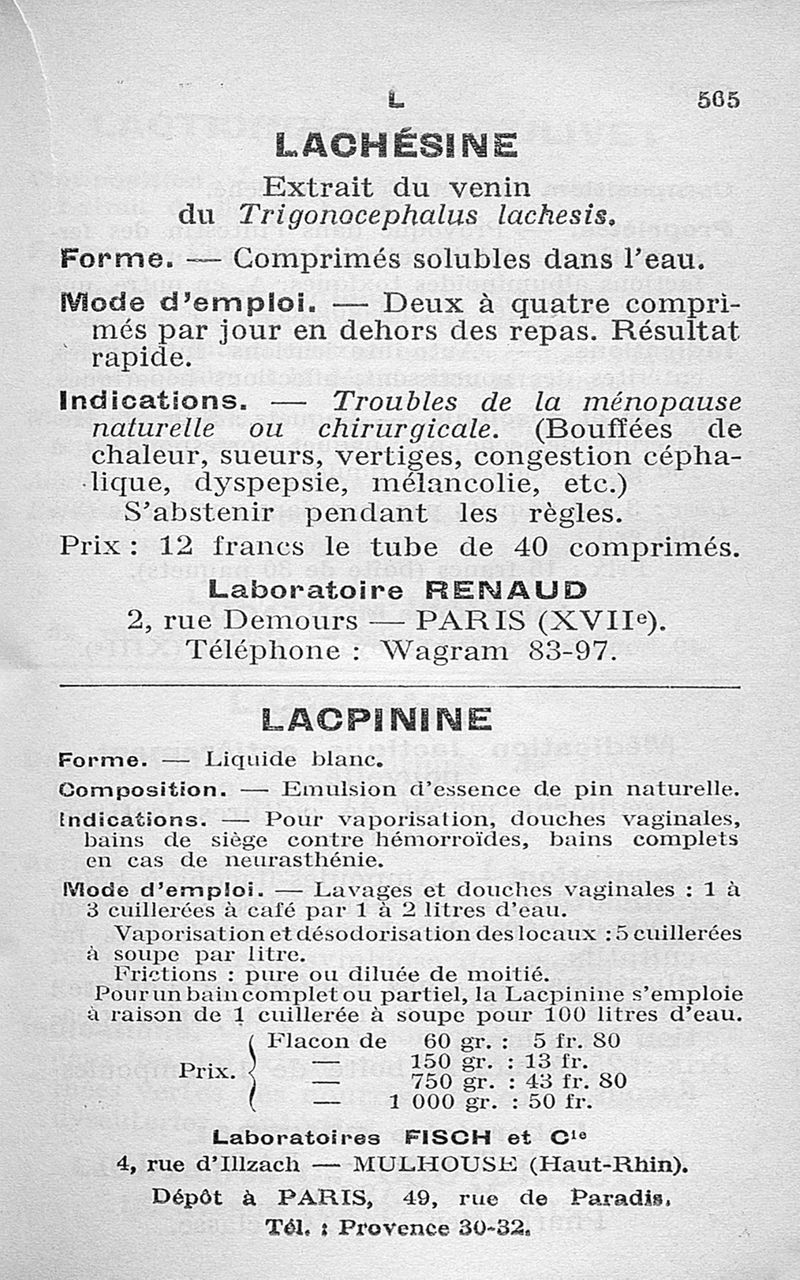 L 565
LACHÉSINE
Extrait du venin
du Trigonocephalus lachesis.
Forme. — Comprimés solubles dans l'eau.
Mode d'emploi. — Deux à quatre compri-
més par jour en dehors des repas. Résultat
rapide.
Indications. — Troubles de la ménopause
naturelle ou chirurgicale. (Bouffées de
chaleur, sueurs, vertiges, congestion cépha-
lique, dyspepsie, mélancolie, etc.)
S'abstenir pendant les règles.
Prix : 12 francs le tube de 40 comprimés.
Laboratoire RENAUD
2, rue Demours — PARIS (XVIIe).
Téléphone : Wagram 83-97.
LACPININE
Forme. — Liquide blanc.
Composition. — Emulsion d'essence de pin naturelle.
Indications. — Pour vaporisation, douches vaginales,
bains de siège contre hémorroïdes, bains complets
en cas de neurasthénie.
Mode d'emploi. — Lavages et douches vaginales : 1 à
3 cuillerées à café par 1 à 2 litres d'eau.
Vaporisation et désodorisation des locaux : 5 cuillerées
à soupe par litre.
Frictions : pure ou diluée de moitié.
Pour un bain complet ou partiel, la Lacpinine s'emploie
à raison de 1 cuillerée à soupe pour 100 litres d'eau.
Prix. { Flacon de 60 gr. : 5 fr. 80
— 150 gr. : 13 fr.
— 750 gr. : 43 fr. 80
— 1 000 gr. : 50 fr.
Laboratoires FISCH et Cie
4, rue d'Illzach — MULHOUSE (Haut-Rhin).
Dépôt à PARIS, 49, rue de Paradis.
Tél. : Provence 30-32.